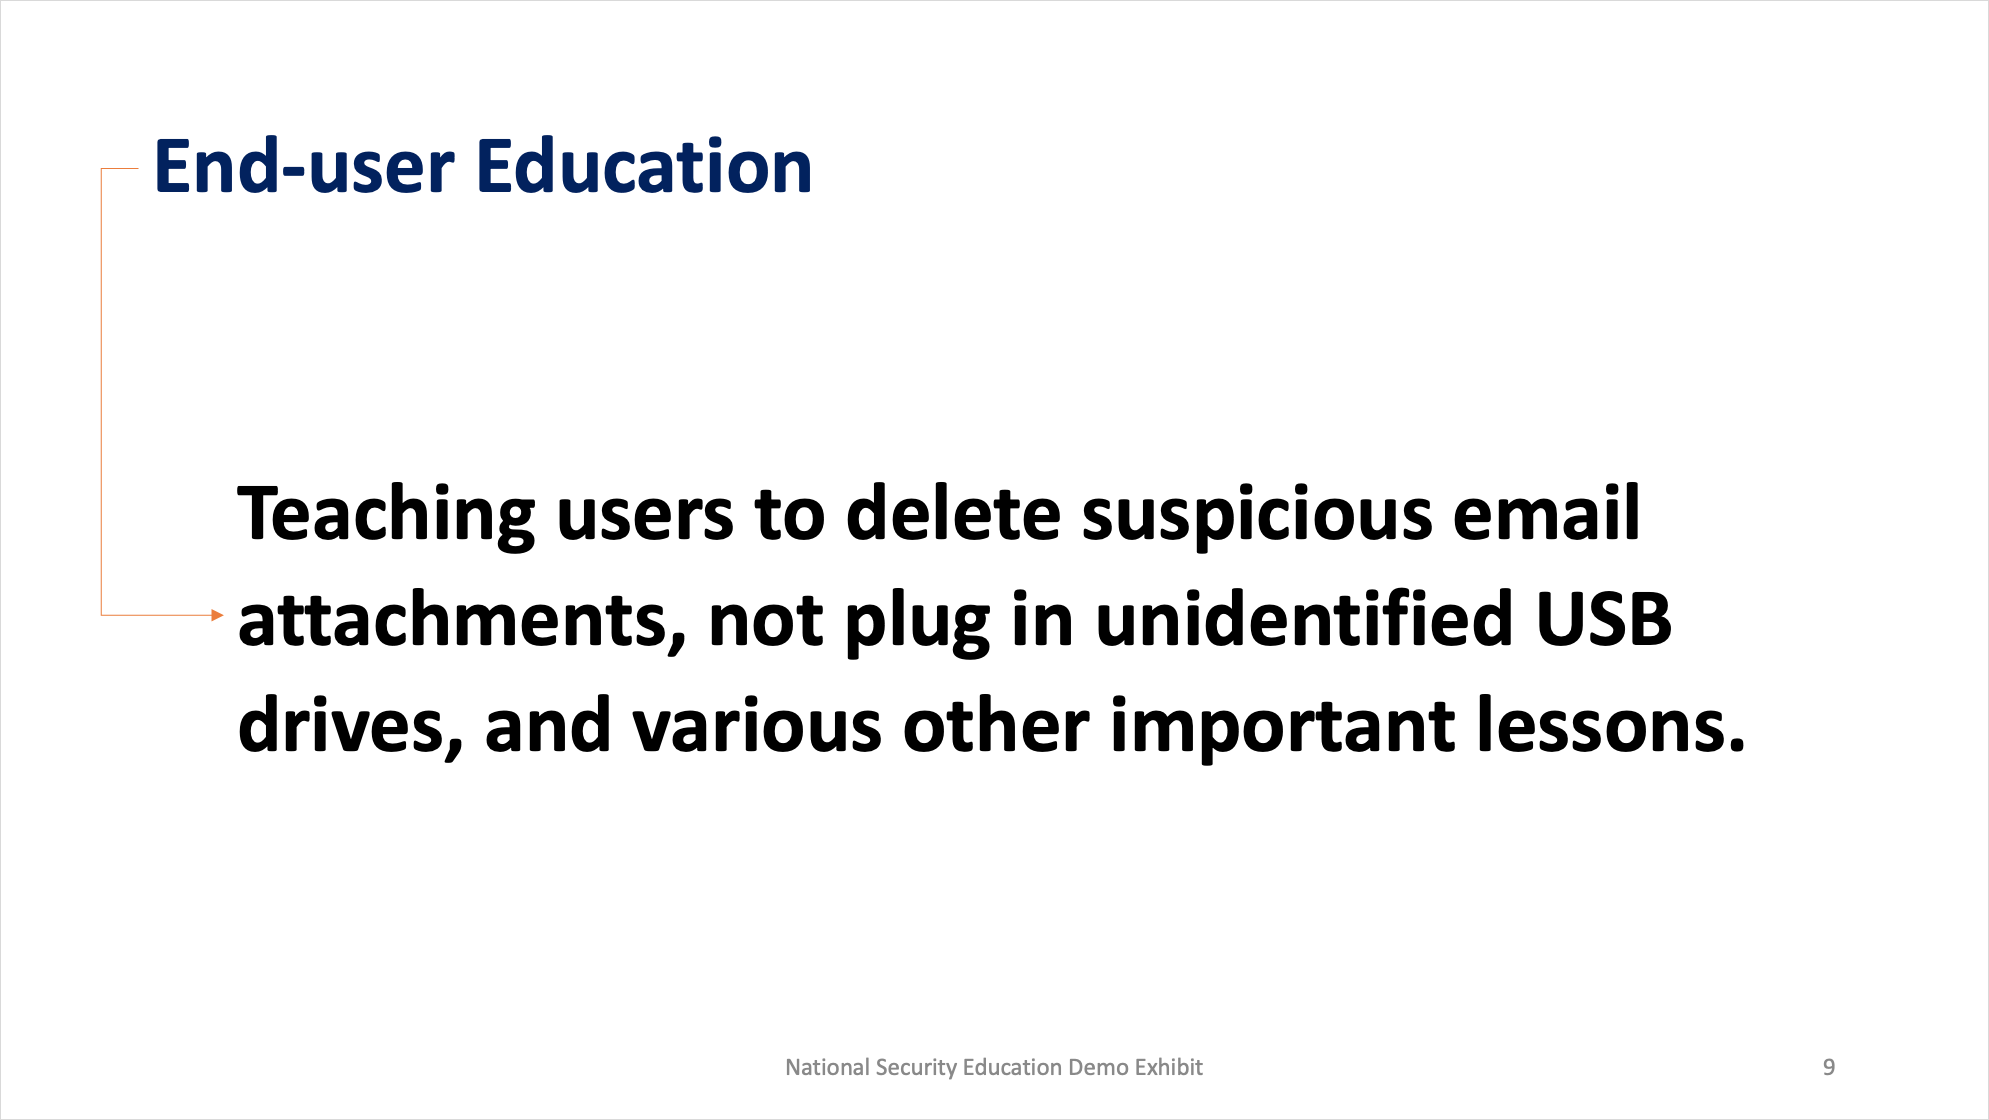 End-user Education
Teaching users to delete suspicious email
attachments, not plug in unidentified USB
drives, and various other important lessons.
National Security Education Demo Exhibit
9